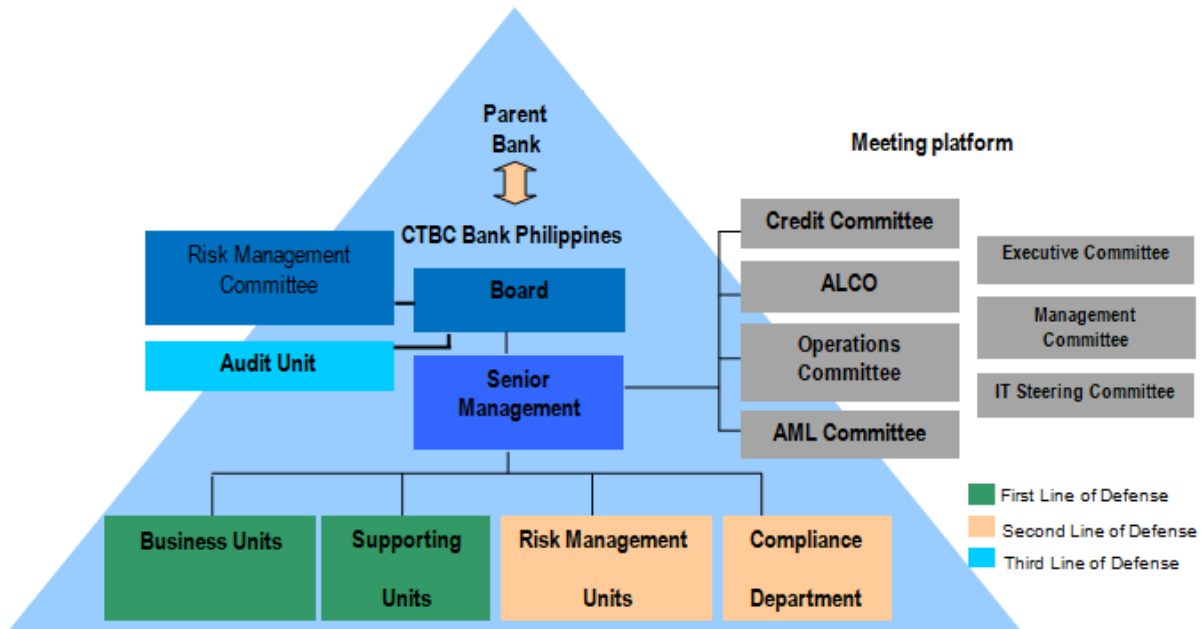 Parent
Bank
Meeting platform
CTBC Bank Philippines
Risk Management
Committee
Board
Audit Unit
Senior
Management
Credit Committee
ALCO
Operations
Committee
AML Committee
Executive Committee
Management
Committee
IT Steering Committee
Business Units
Supporting
Units
Risk Management
Units
Compliance
Department
First Line of Defense
Second Line of Defense
Third Line of Defense